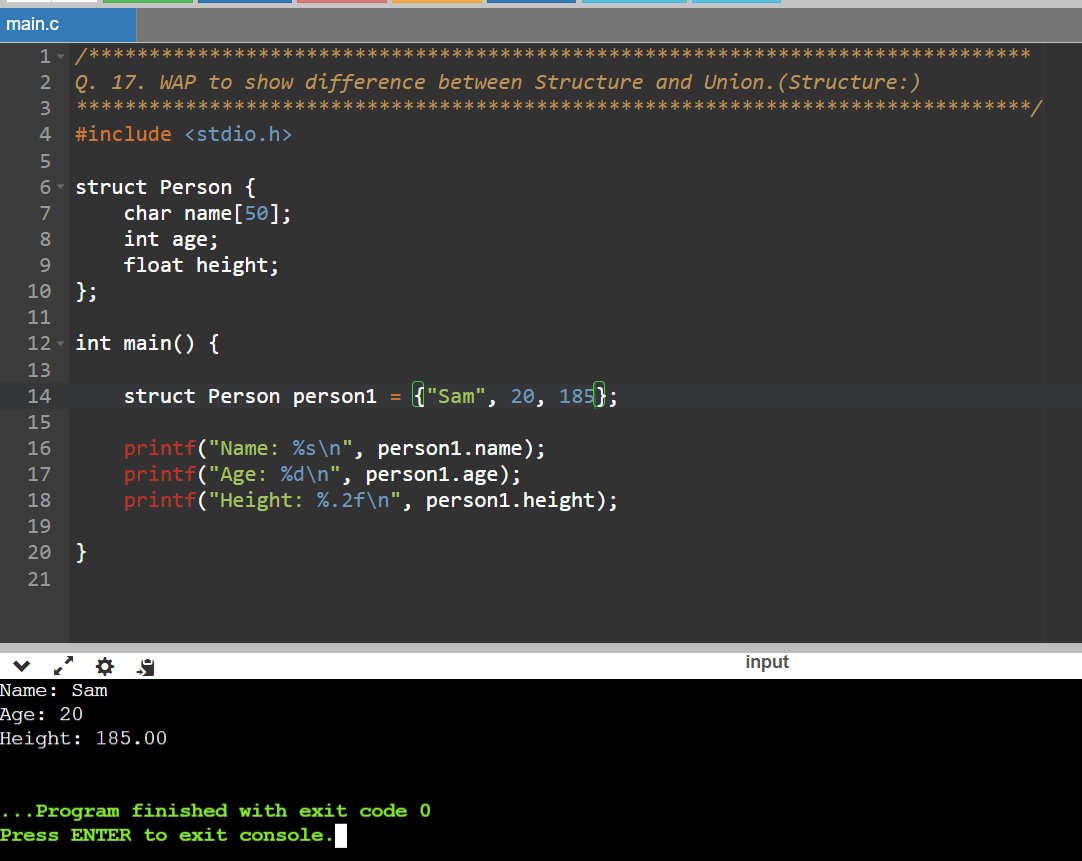 main.c
1 /******************************************************************************
2 Q. 17. WAP to show difference between Structure and Union.(Structure:)
3 *******************************************************************************/
4 #include <stdio.h>
5
6 struct Person {
7     char name[50];
8     int age;
9     float height;
10 };
11
12 int main() {
13
14     struct Person person1 = {"Sam", 20, 185};
15
16     printf("Name: %s\n", person1.name);
17     printf("Age: %d\n", person1.age);
18     printf("Height: %.2f\n", person1.height);
19
20 }
21
input
Name: Sam
Age: 20
Height: 185.00
...Program finished with exit code 0
Press ENTER to exit console.